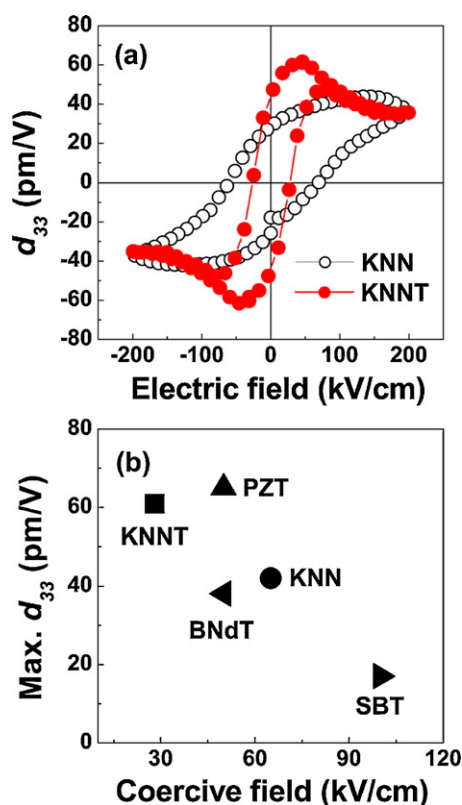 (a)
80
60
40
20
0
-20
-40
-60
-80
d33 (pm/V)
KNN
KNNT
-200 -100 0 100 200
Electric field (kV/cm)
(b)
80
60
40
20
0
Max. d33 (pm/V)
PZT
KNNT
KNN
BNdT
SBT
30 60 90 120
Coercive field (kV/cm)